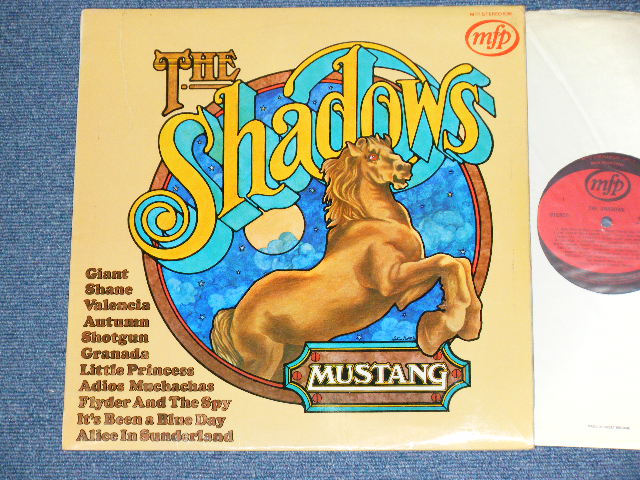 mfp
THE
Shadows
Giant
Shane
Valencia
Autumn
Shotgun
Granada
Little Princess
Adios Muchachas
Flyder And The Spy
It's Been a Blue Day
Alice In Sunderland
MUSTANG
mfp
THE SHADOWS
STEREO